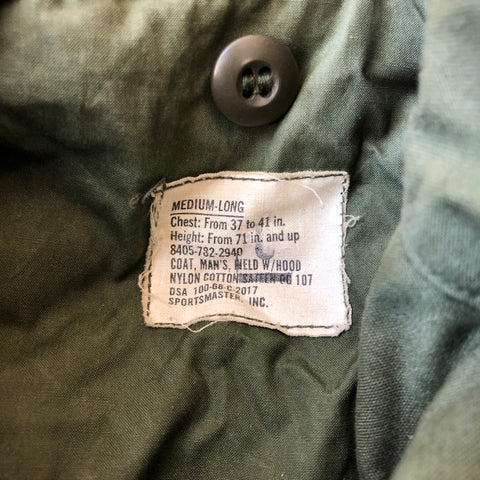 MEDIUM-LONG
Chest: From 37 to 41 in.
Height: From 71 in. and up
8405-782-2940
COAT, MAN'S, FIELD W/HOOD
NYLON COTTON SATEEN OG 107
DSA 100-68-C-2017
SPORTSMASTER, INC.